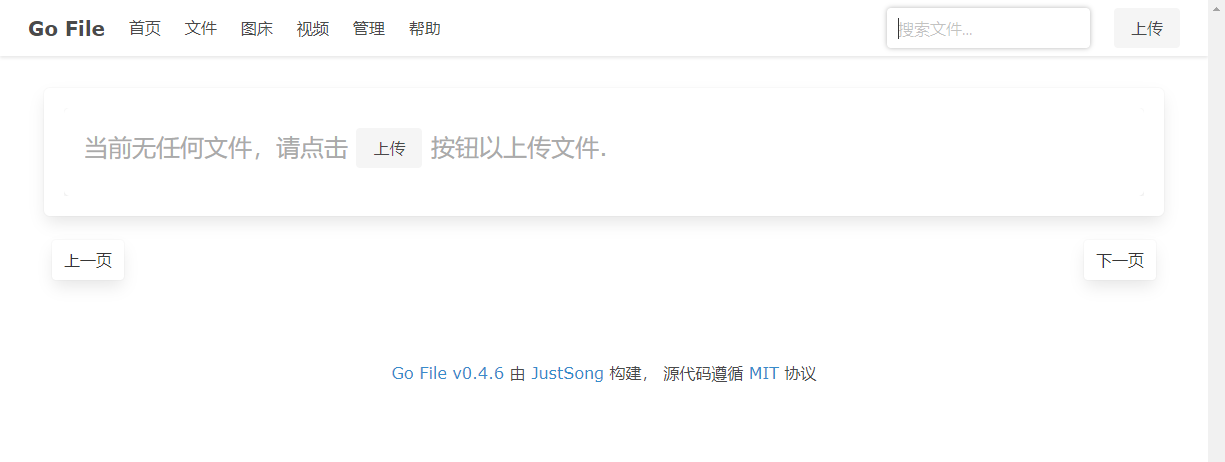 Go File 首页 文件 图床 视频 管理 帮助 搜索文件... 上传
当前无任何文件，请点击 上传 按钮以上传文件.
上一页 下一页
Go File v0.4.6 由 JustSong 构建， 源代码遵循 MIT 协议